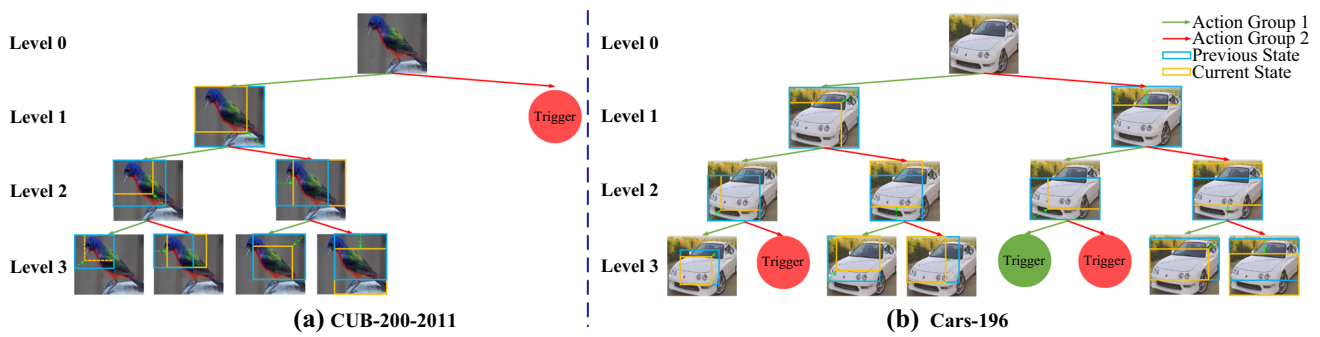 Level 0
Level 1
Trigger
Level 2
Level 3
(a) CUB-200-2011
Level 0
Action Group 1
Action Group 2
Previous State
Current State
Level 1
Level 2
Level 3
Trigger
Trigger
Trigger
(b) Cars-196